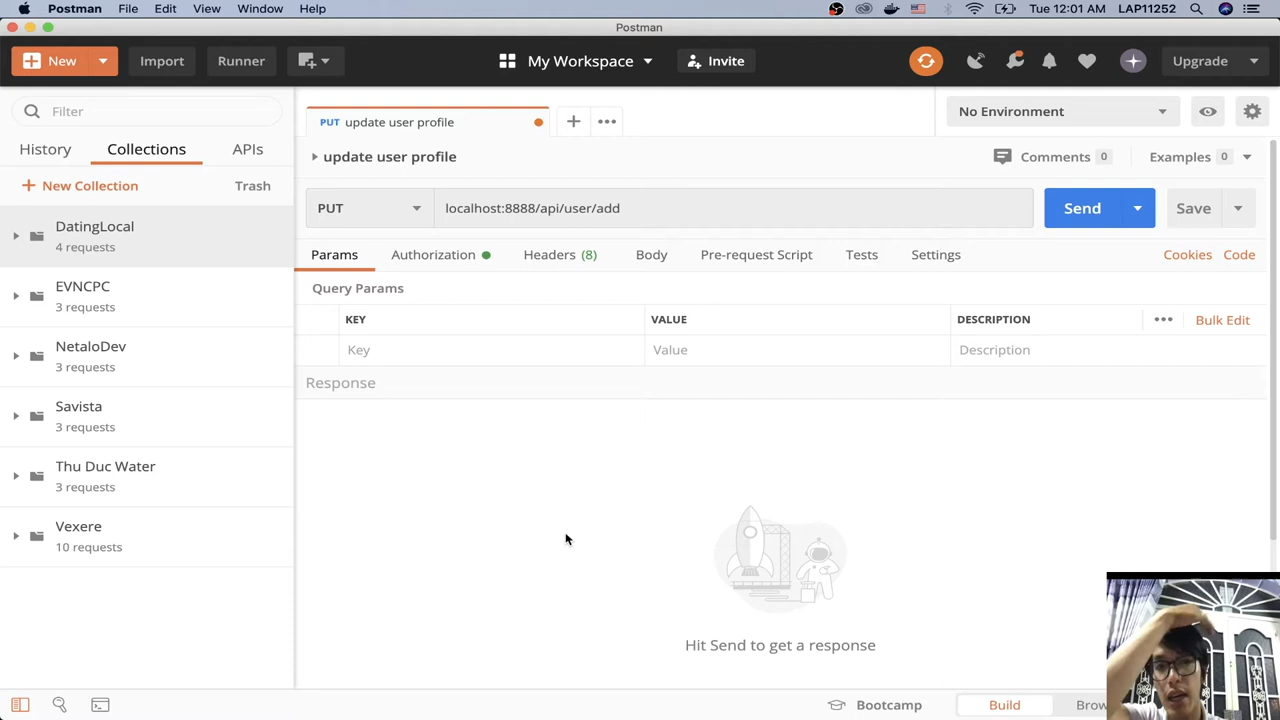 Postman File Edit View Window Help Tue 12:01 AM LAP11252
Postman
New Import Runner My Workspace Invite Upgrade
Filter
History Collections APIs
New Collection Trash
DatingLocal
4 requests
EVNCPC
3 requests
NetaloDev
3 requests
Savista
3 requests
Thu Duc Water
3 requests
Vexere
10 requests
PUT update user profile
No Environment
update user profile
Comments 0 Examples 0
PUT localhost:8888/api/user/add Send Save
Params Authorization Headers (8) Body Pre-request Script Tests Settings Cookies Code
Query Params
KEY VALUE DESCRIPTION Bulk Edit
Key Value Description
Response
Hit Send to get a response
Bootcamp Build Brow